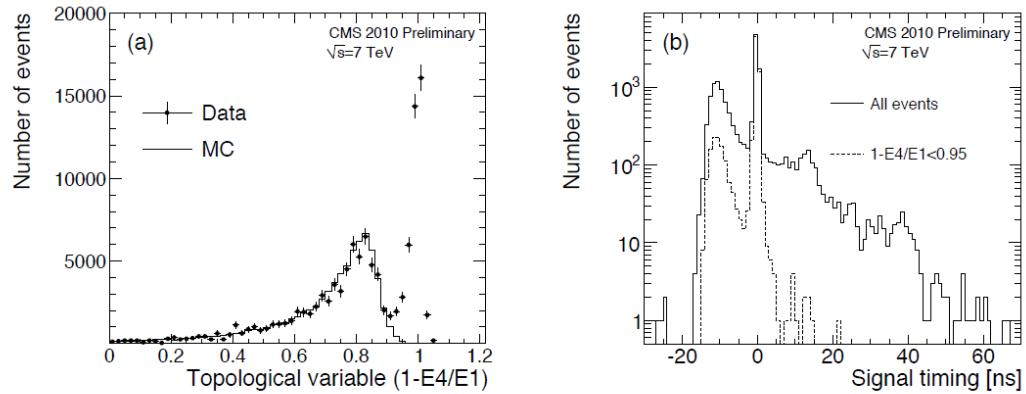 (a)
CMS 2010 Preliminary
√s=7 TeV
Number of events
20000
15000
10000
5000
Data
MC
0 0.2 0.4 0.6 0.8 1 1.2
Topological variable (1-E4/E1)
(b)
CMS 2010 Preliminary
√s=7 TeV
Number of events
10³
10²
10
1
All events
1-E4/E1<0.95
-20 0 20 40 60
Signal timing [ns]